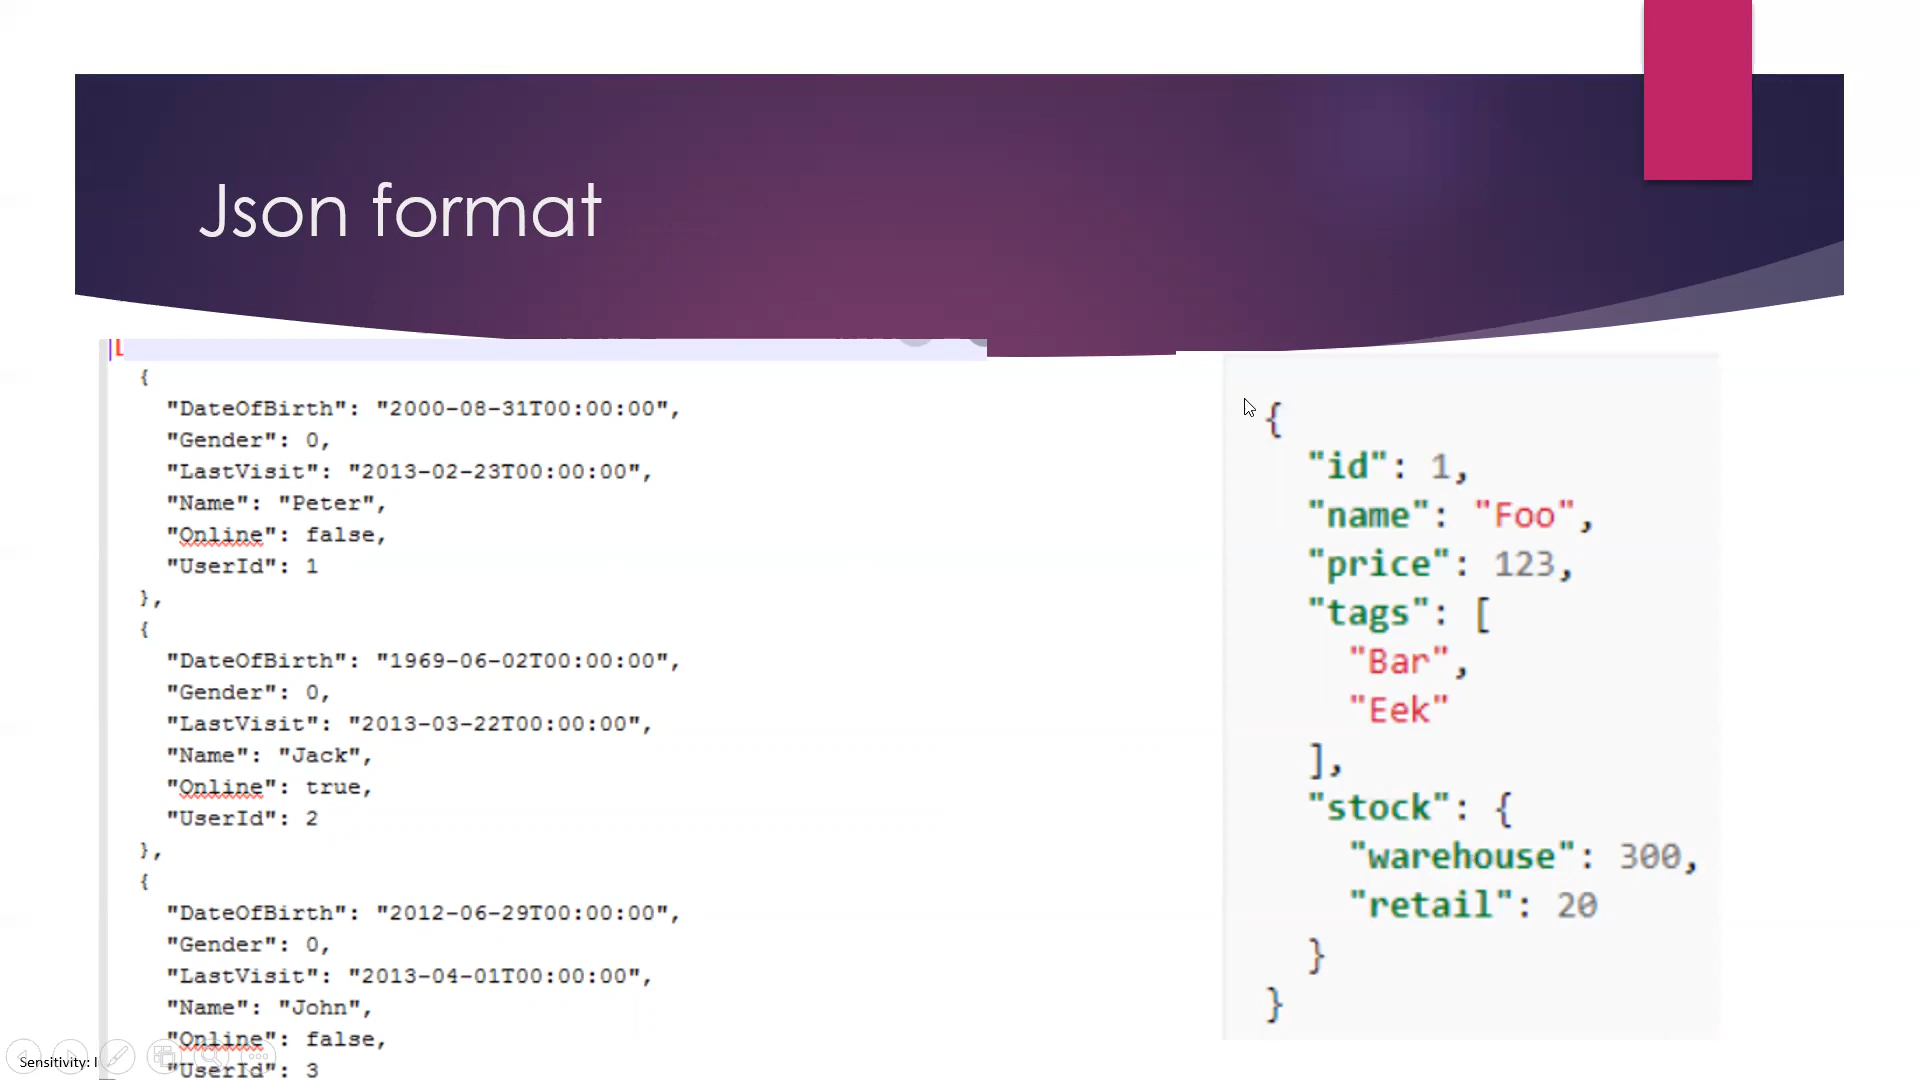 Json format
[
{
"DateOfBirth": "2000-08-31T00:00:00",
"Gender": 0,
"LastVisit": "2013-02-23T00:00:00",
"Name": "Peter",
"Online": false,
"UserId": 1
},
{
"DateOfBirth": "1969-06-02T00:00:00",
"Gender": 0,
"LastVisit": "2013-03-22T00:00:00",
"Name": "Jack",
"Online": true,
"UserId": 2
},
{
"DateOfBirth": "2012-06-29T00:00:00",
"Gender": 0,
"LastVisit": "2013-04-01T00:00:00",
"Name": "John",
"Online": false,
"UserId": 3
{
"id": 1,
"name": "Foo",
"price": 123,
"tags": [
"Bar",
"Eek"
],
"stock": {
"warehouse": 300,
"retail": 20
}
}
Sensitivity: I